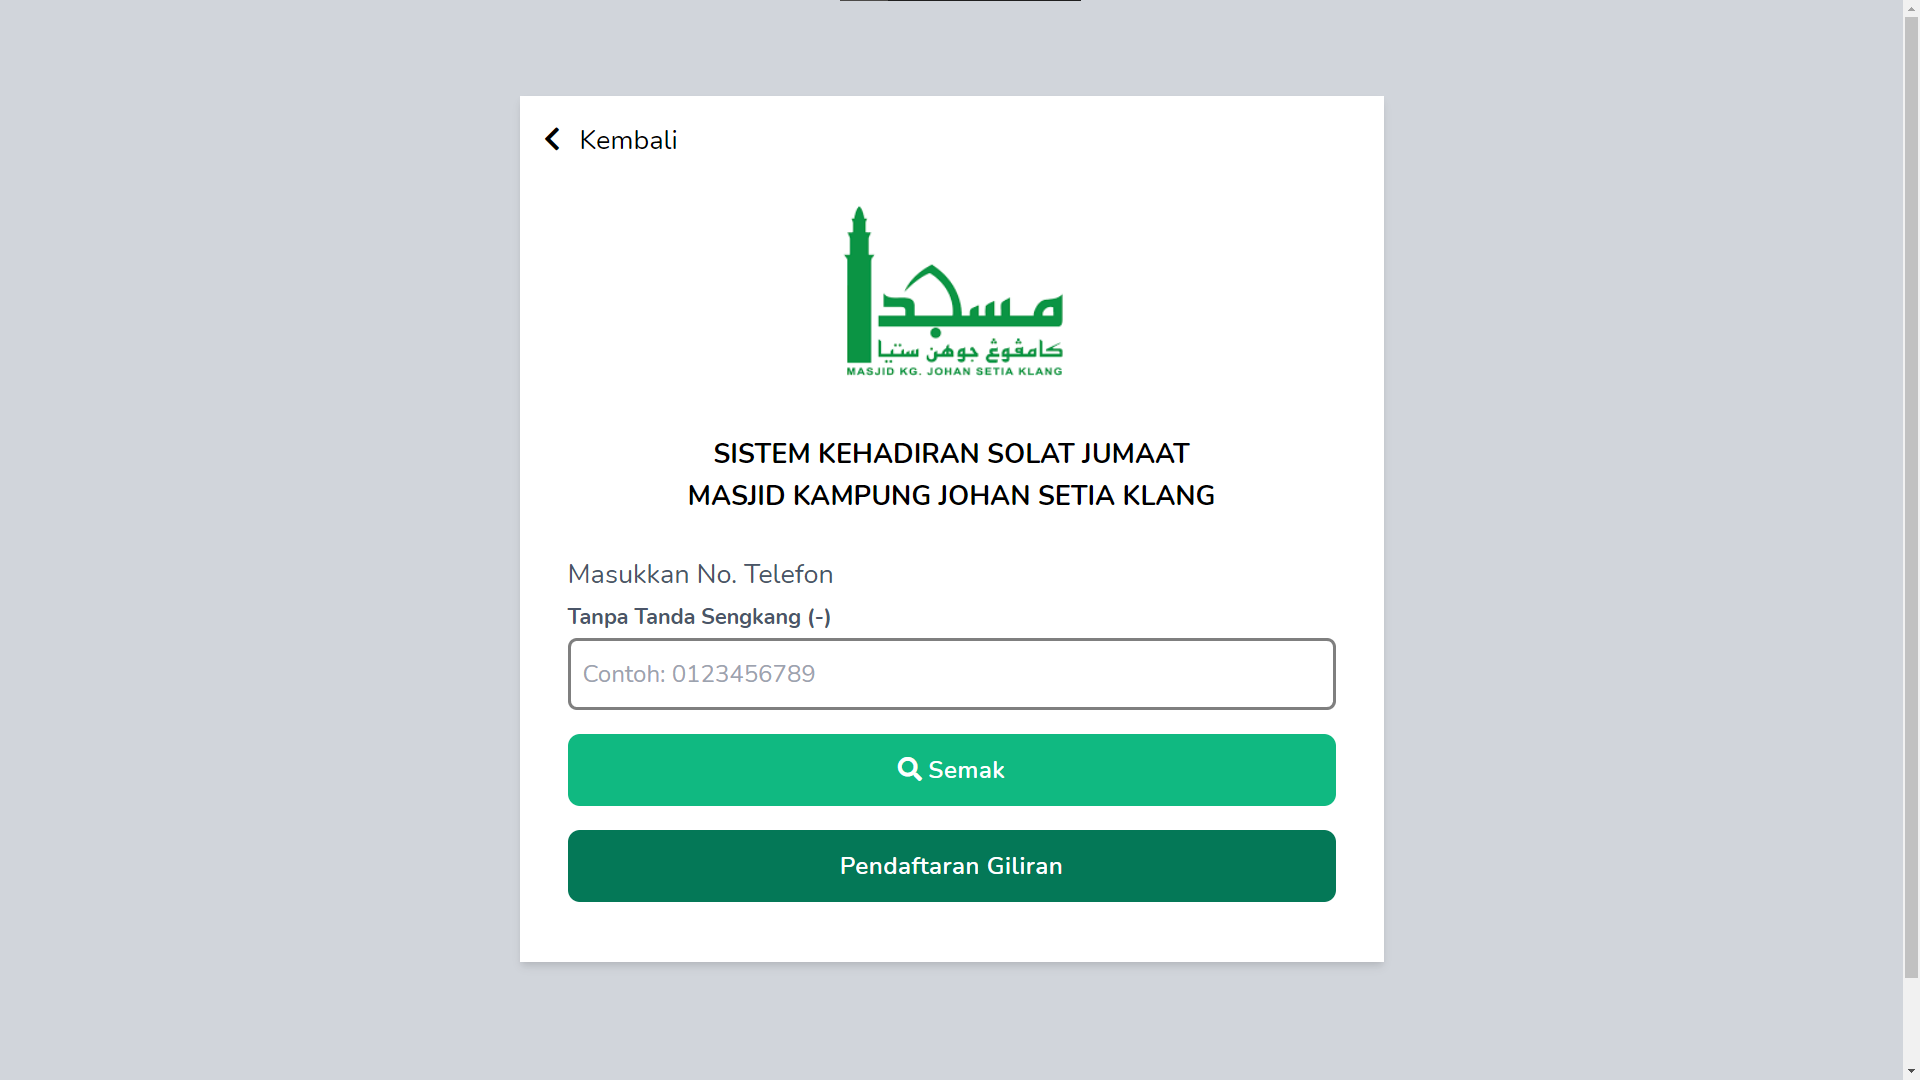 Kembali
مسجد
كامڤوڠ جوهن ستيا
MASJID KG. JOHAN SETIA KLANG
SISTEM KEHADIRAN SOLAT JUMAAT
MASJID KAMPUNG JOHAN SETIA KLANG
Masukkan No. Telefon
Tanpa Tanda Sengkang (-)
Contoh: 0123456789
Semak
Pendaftaran Giliran